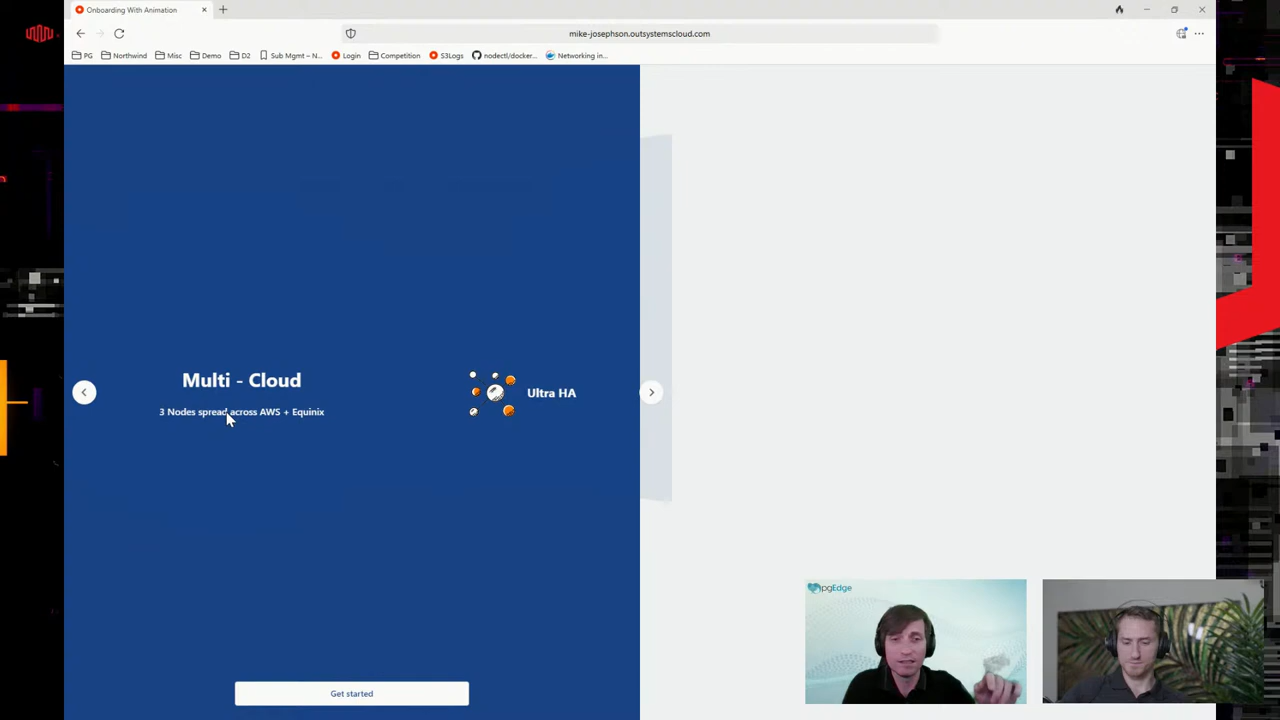 Onboarding With Animation
mike-josephson.outsystemscloud.com
PG
Northwind
Misc
Demo
D2
Sub Mgmt – N...
Login
Competition
S3Logs
nodectl/docker...
Networking in...
Multi - Cloud
3 Nodes spread across AWS + Equinix
Ultra HA
Get started
pgEdge